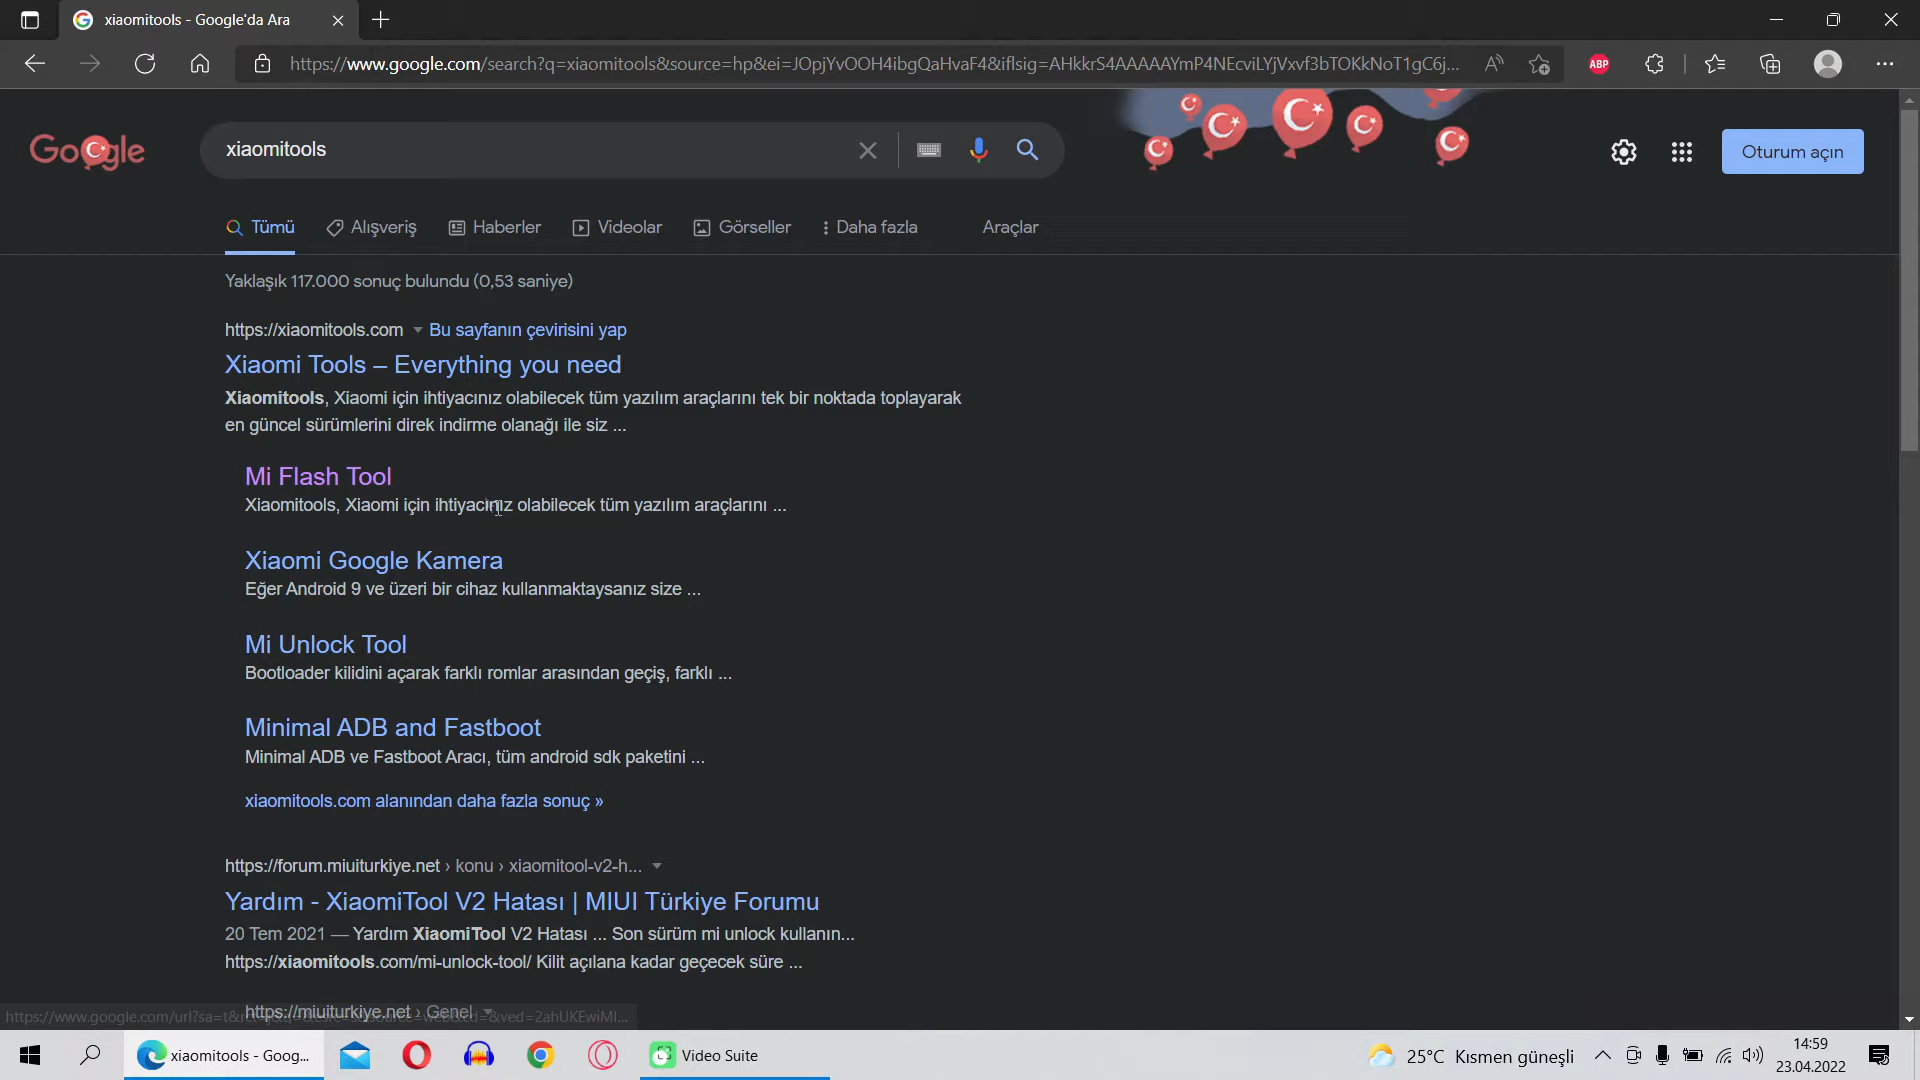 xiaomitools - Google'da Ara
https://www.google.com/search?q=xiaomitools&source=hp&ei=JOpjYvOOH4ibgQaHvaF4&iflsig=AHkkrS4AAAAAYmP4NEcviLYjVxvf3bTOKkNoT1gC6j...
ABP
Google
xiaomitools
Oturum açın
Tümü Alışveriş Haberler Videolar Görseller Daha fazla Araçlar
Yaklaşık 117.000 sonuç bulundu (0,53 saniye)
https://xiaomitools.com Bu sayfanın çevirisini yap
Xiaomi Tools – Everything you need
Xiaomitools, Xiaomi için ihtiyacınız olabilecek tüm yazılım araçlarını tek bir noktada toplayarak
en güncel sürümlerini direk indirme olanağı ile siz ...
Mi Flash Tool
Xiaomitools, Xiaomi için ihtiyacınız olabilecek tüm yazılım araçlarını ...
Xiaomi Google Kamera
Eğer Android 9 ve üzeri bir cihaz kullanmaktaysanız size ...
Mi Unlock Tool
Bootloader kilidini açarak farklı romlar arasından geçiş, farklı ...
Minimal ADB and Fastboot
Minimal ADB ve Fastboot Aracı, tüm android sdk paketini ...
xiaomitools.com alanından daha fazla sonuç »
https://forum.miuiturkiye.net › konu › xiaomitool-v2-h...
Yardım - XiaomiTool V2 Hatası | MIUI Türkiye Forumu
20 Tem 2021 — Yardım XiaomiTool V2 Hatası ... Son sürüm mi unlock kullanın...
https://xiaomitools.com/mi-unlock-tool/ Kilit açılana kadar geçecek süre ...
https://miuiturkiye.net › Genel
xiaomitools - Goog...
Video Suite
25°C Kısmen güneşli
14:59
23.04.2022